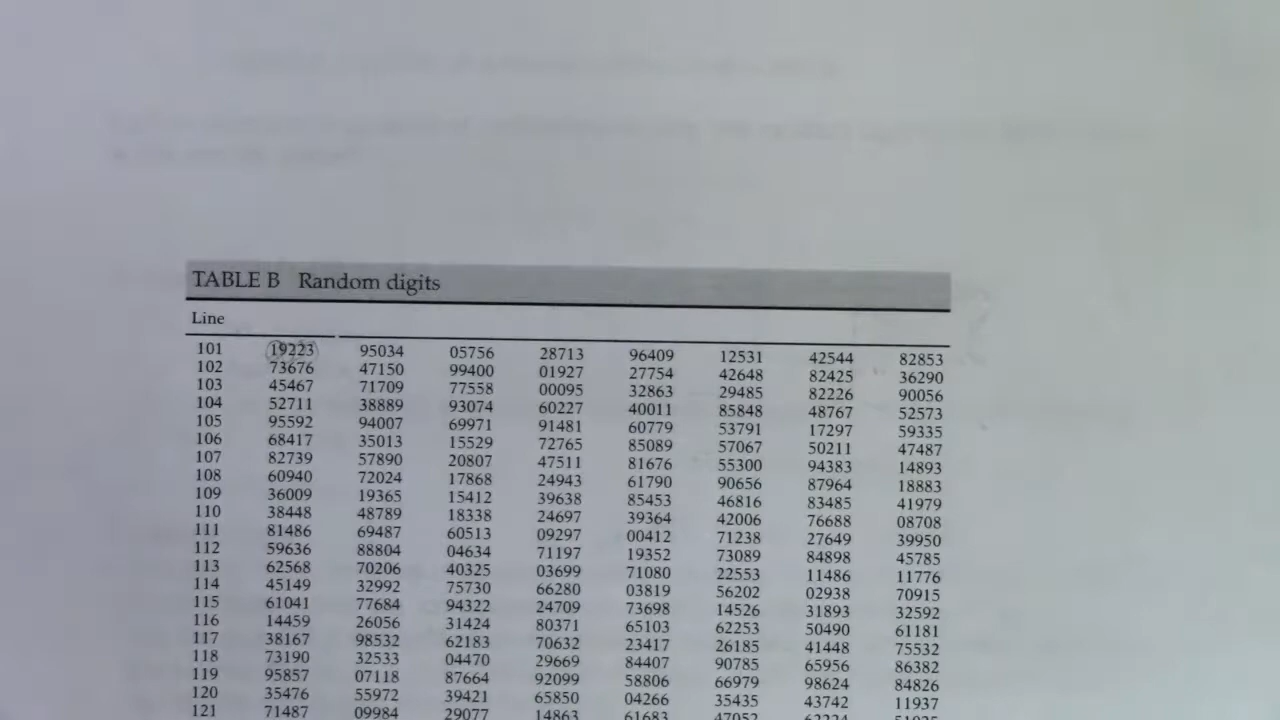 TABLE B Random digits
Line
101 19223 95034 05756 28713 96409 12531 42544 82853
102 73676 47150 99400 01927 27754 42648 82425 36290
103 45467 71709 77558 00095 32863 29485 82226 90056
104 52711 38889 93074 60227 40011 85848 48767 52573
105 95592 94007 69971 91481 60779 53791 17297 59335
106 68417 35013 15529 72765 85089 57067 50211 47487
107 82739 57890 20807 47511 81676 55300 94383 14893
108 60940 72024 17868 24943 61790 90656 87964 18883
109 36009 19365 15412 39638 85453 46816 83485 41979
110 38448 48789 18338 24697 39364 42006 76688 08708
111 81486 69487 60513 09297 00412 71238 27649 39950
112 59636 88804 04634 71197 19352 73089 84898 45785
113 62568 70206 40325 03699 71080 22553 11486 11776
114 45149 32992 75730 66280 03819 56202 02938 70915
115 61041 77684 94322 24709 73698 14526 31893 32592
116 14459 26056 31424 80371 65103 62253 50490 61181
117 38167 98532 62183 70632 23417 26185 41448 75532
118 73190 32533 04470 29669 84407 90785 65956 86382
119 95857 07118 87664 92099 58806 66979 98624 84826
120 35476 55972 39421 65850 04266 35435 43742 11937
121 71487 09984 29077 14863 61683 47052